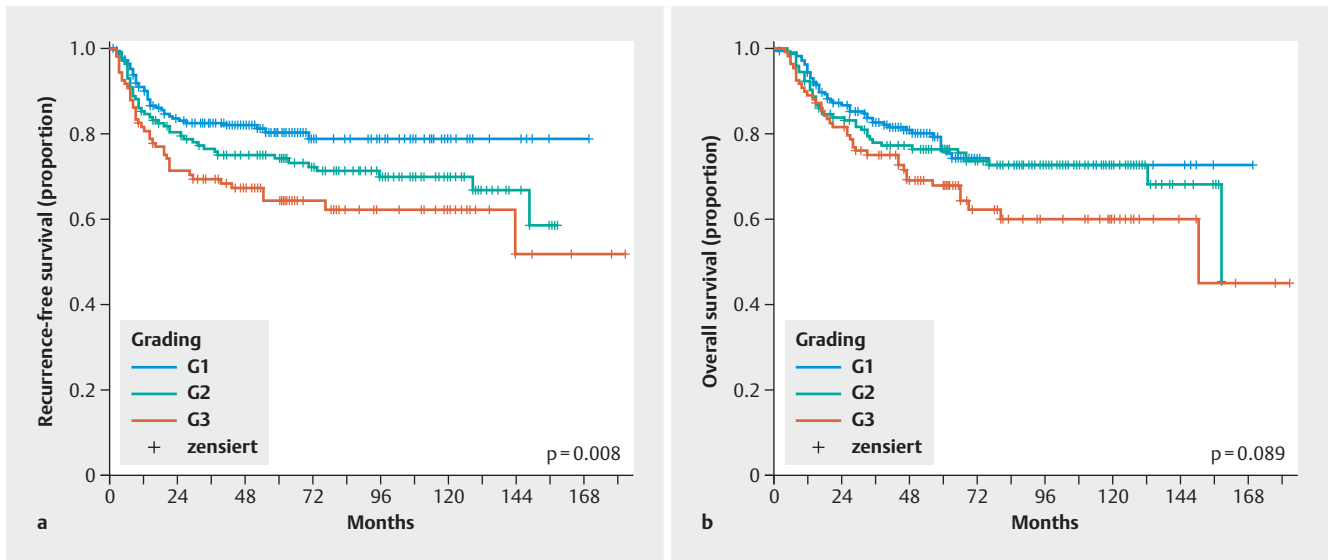 Recurrence-free survival (proportion)
1.0
0.8
0.6
0.4
0.2
0
Grading
G1
G2
G3
zensiert
p = 0.008
0 24 48 72 96 120 144 168
Months
a
Overall survival (proportion)
1.0
0.8
0.6
0.4
0.2
0
Grading
G1
G2
G3
zensiert
p = 0.089
0 24 48 72 96 120 144 168
Months
b